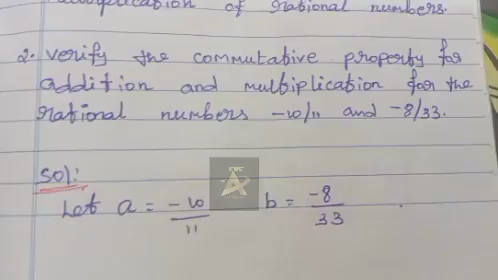 of rational numbers.
2. Verify the commutative property for
addition and multiplication for the
rational numbers -10/11 and -8/33.
Sol:
Let a = -10/11 b = -8/33